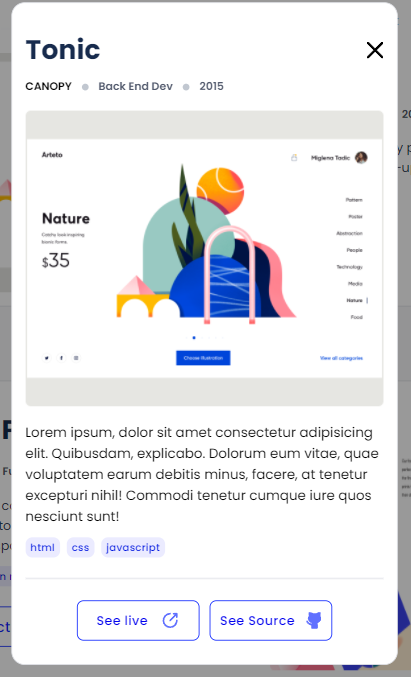 Tonic
CANOPY
Back End Dev
2015
Arteto
Miglena Tadic
Nature
Catchy look-inspiring
bionic forms.
$35
Pattern
Poster
Abstraction
People
Technology
Media
Nature
Food
Choose Illustration
View all categories
Lorem ipsum, dolor sit amet consectetur adipisicing
elit. Quibusdam, explicabo. Dolorum eum vitae, quae
voluptatem earum debitis minus, facere, at tenetur
excepturi nihil! Commodi tenetur cumque iure quos
nesciunt sunt!
html
css
javascript
See live
See Source